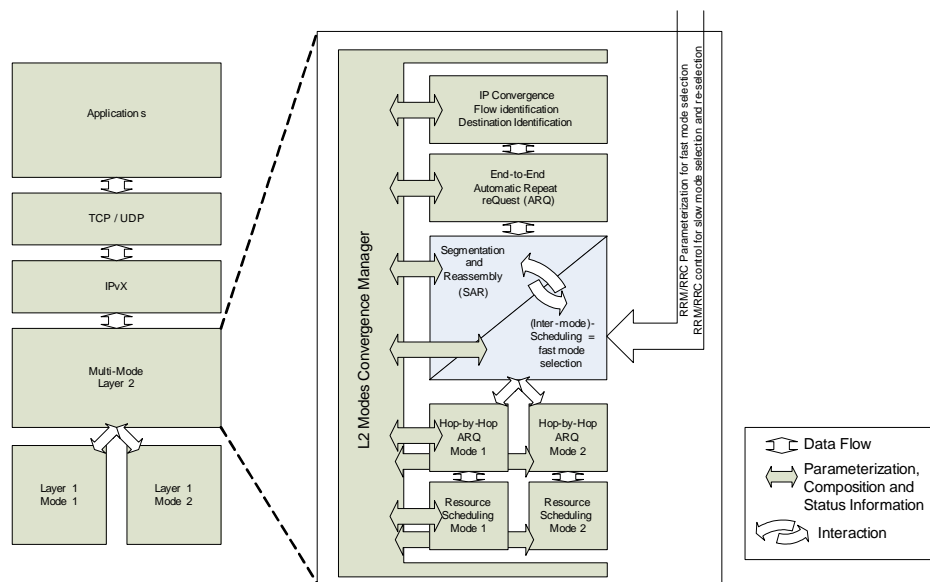 Applications
TCP / UDP
IPvX
Multi-Mode
Layer 2
Layer 1
Mode 1
Layer 1
Mode 2
L2 Modes Convergence Manager
IP Convergence
Flow identification
Destination Identification
End-to-End
Automatic Repeat
reQuest (ARQ)
Segmentation
and
Reassembly
(SAR)
(Inter-mode)-
Scheduling =
fast mode
selection
Hop-by-Hop
ARQ
Mode 1
Hop-by-Hop
ARQ
Mode 2
Resource
Scheduling
Mode 1
Resource
Scheduling
Mode 2
RRM/RRC Parameterization for fast mode selection
RRM/RRC control for slow mode selection and re-selection
Data Flow
Parameterization,
Composition and
Status Information
Interaction